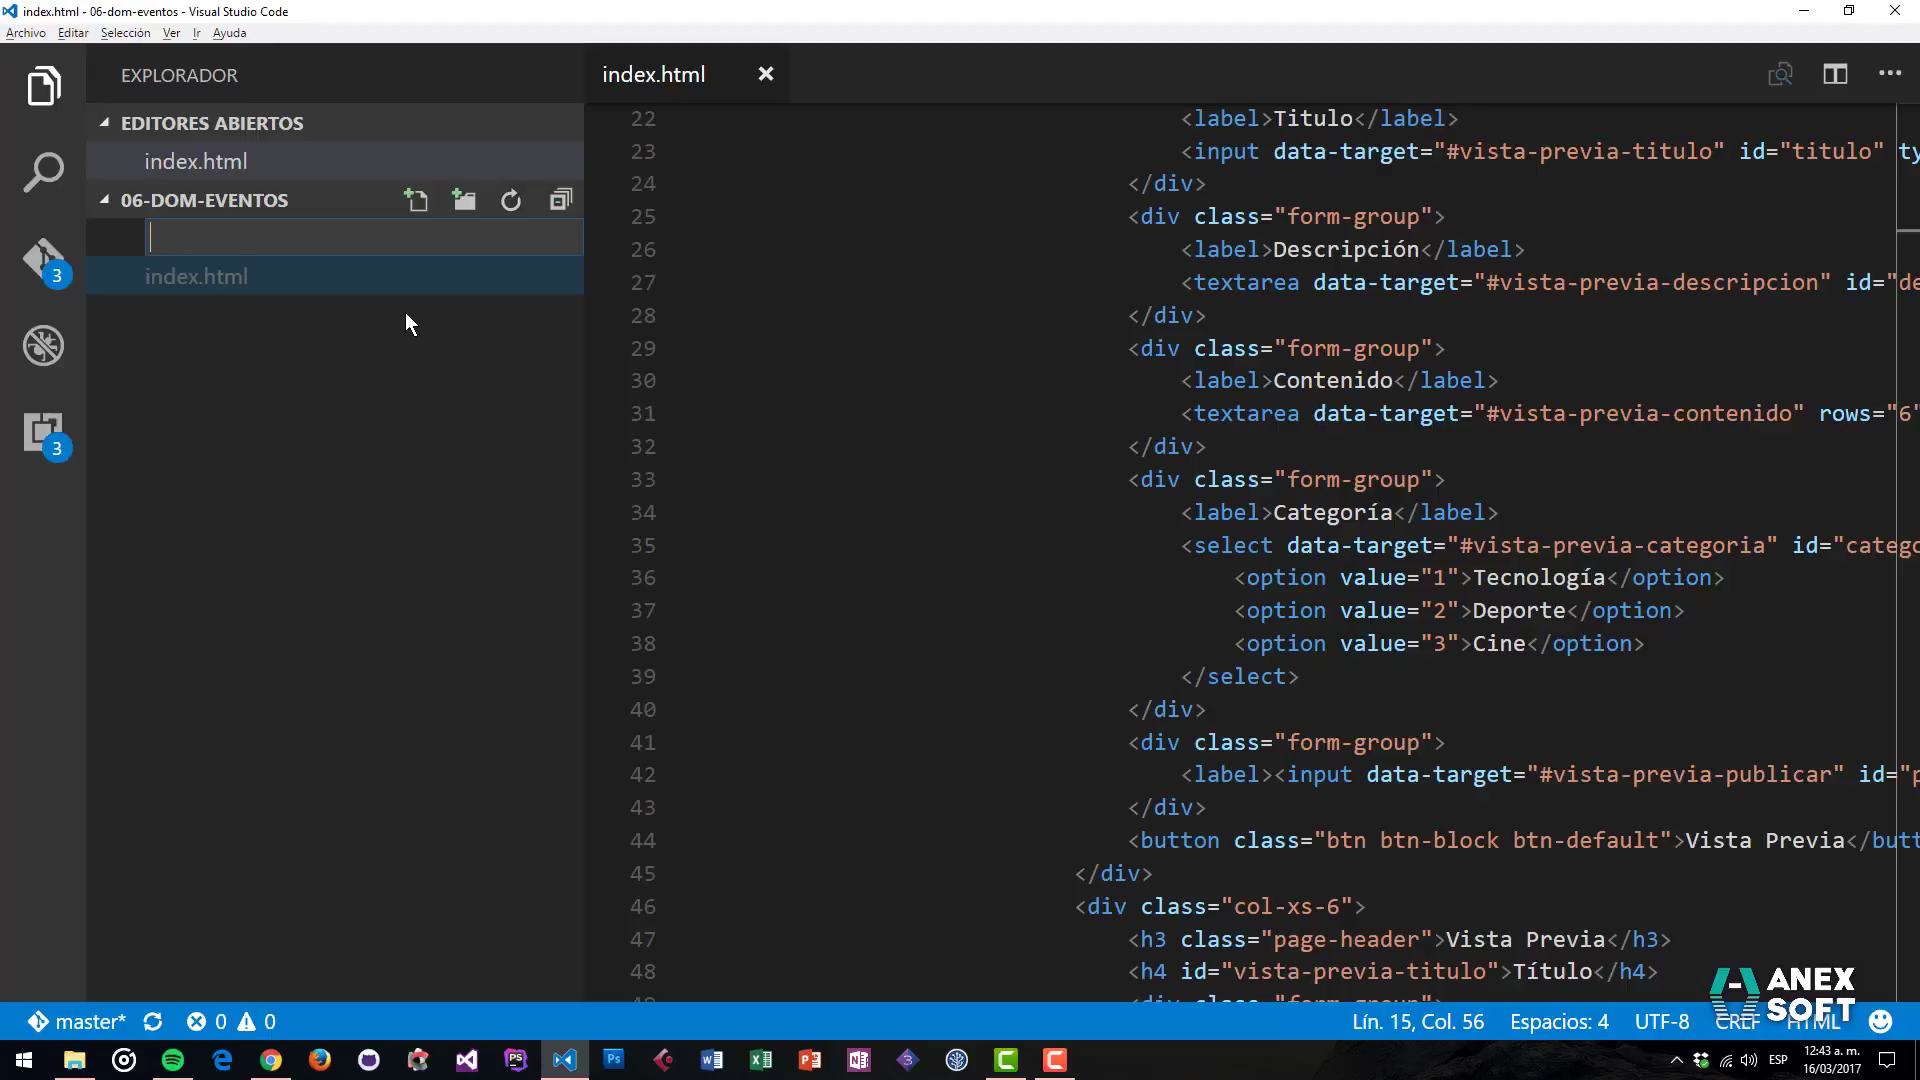 index.html - 06-dom-eventos - Visual Studio Code
Archivo Editar Selección Ver Ir Ayuda
EXPLORADOR
EDITORES ABIERTOS
index.html
06-DOM-EVENTOS
index.html
3
3
index.html
22 <label>Titulo</label>
23 <input data-target="#vista-previa-titulo" id="titulo" ty
24 </div>
25 <div class="form-group">
26 <label>Descripción</label>
27 <textarea data-target="#vista-previa-descripcion" id="de
28 </div>
29 <div class="form-group">
30 <label>Contenido</label>
31 <textarea data-target="#vista-previa-contenido" rows="6"
32 </div>
33 <div class="form-group">
34 <label>Categoría</label>
35 <select data-target="#vista-previa-categoria" id="catego
36 <option value="1">Tecnología</option>
37 <option value="2">Deporte</option>
38 <option value="3">Cine</option>
39 </select>
40 </div>
41 <div class="form-group">
42 <label><input data-target="#vista-previa-publicar" id="p
43 </div>
44 <button class="btn btn-block btn-default">Vista Previa</butt
45 </div>
46 <div class="col-xs-6">
47 <h3 class="page-header">Vista Previa</h3>
48 <h4 id="vista-previa-titulo">Título</h4>
ANEX
SOFT
master* 0 0 Lín. 15, Col. 56 Espacios: 4 UTF-8 CRLF HTML
ESP
12:43 a. m.
16/03/2017